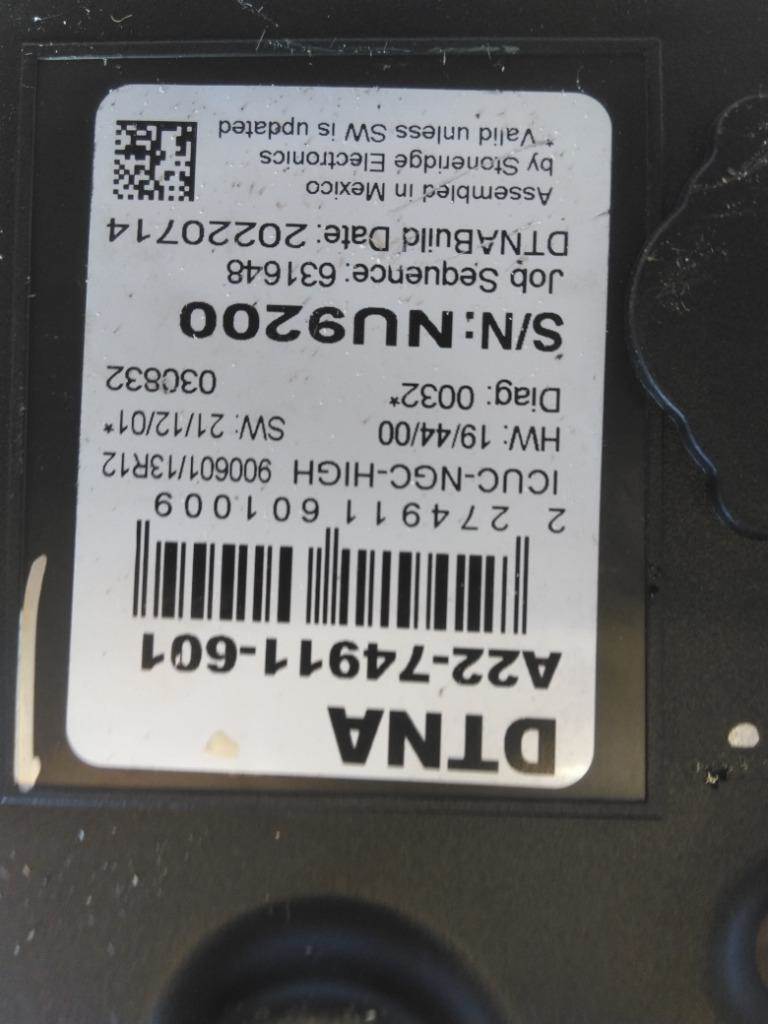 DTNA
A22-74911-601
2 274911 601009
ICUC-NGC-HIGH 900601/13R12
HW: 19/44/00 SW: 21/12/01*
Diag: 0032* 030832
S/N:NU9200
Job Sequence: 631648
DTNABuild Date: 20220714
Assembled in Mexico
by Stoneridge Electronics
* Valid unless SW is updated